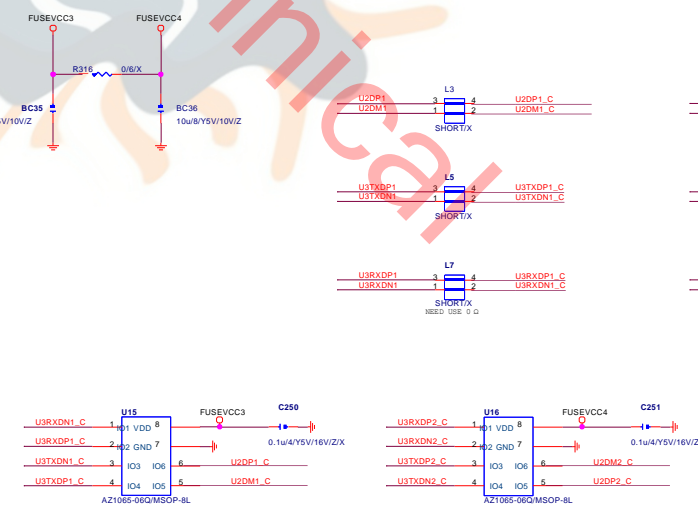 FUSEVCC3
FUSEVCC4
R316
0/6/X
BC35
BC36
V/10V/Z
10u/8/Y5V/10V/Z
nical
L3
U2DP1 3 4 U2DP1_C
U2DM1 1 2 U2DM1_C
SHORT/X
L5
U3TXDP1 3 4 U3TXDP1_C
U3TXDN1 1 2 U3TXDN1_C
SHORT/X
L7
U3RXDP1 3 4 U3RXDP1_C
U3RXDN1 1 2 U3RXDN1_C
SHORT/X
NEED USE 0 Ω
U15
FUSEVCC3
C250
U3RXDN1_C 1 IO1 VDD 8
0.1u/4/Y5V/16V/Z/X
U3RXDP1_C 2 IO2 GND 7
U3TXDN1_C 3 IO3 IO6 6 U2DP1_C
U3TXDP1_C 4 IO4 IO5 5 U2DM1_C
AZ1065-06Q/MSOP-8L
U16
FUSEVCC4
C251
U3RXDP2_C 1 IO1 VDD 8
0.1u/4/Y5V/16V/Z
U3RXDN2_C 2 IO2 GND 7
U3TXDP2_C 3 IO3 IO6 6 U2DM2_C
U3TXDN2_C 4 IO4 IO5 5 U2DP2_C
AZ1065-06Q/MSOP-8L